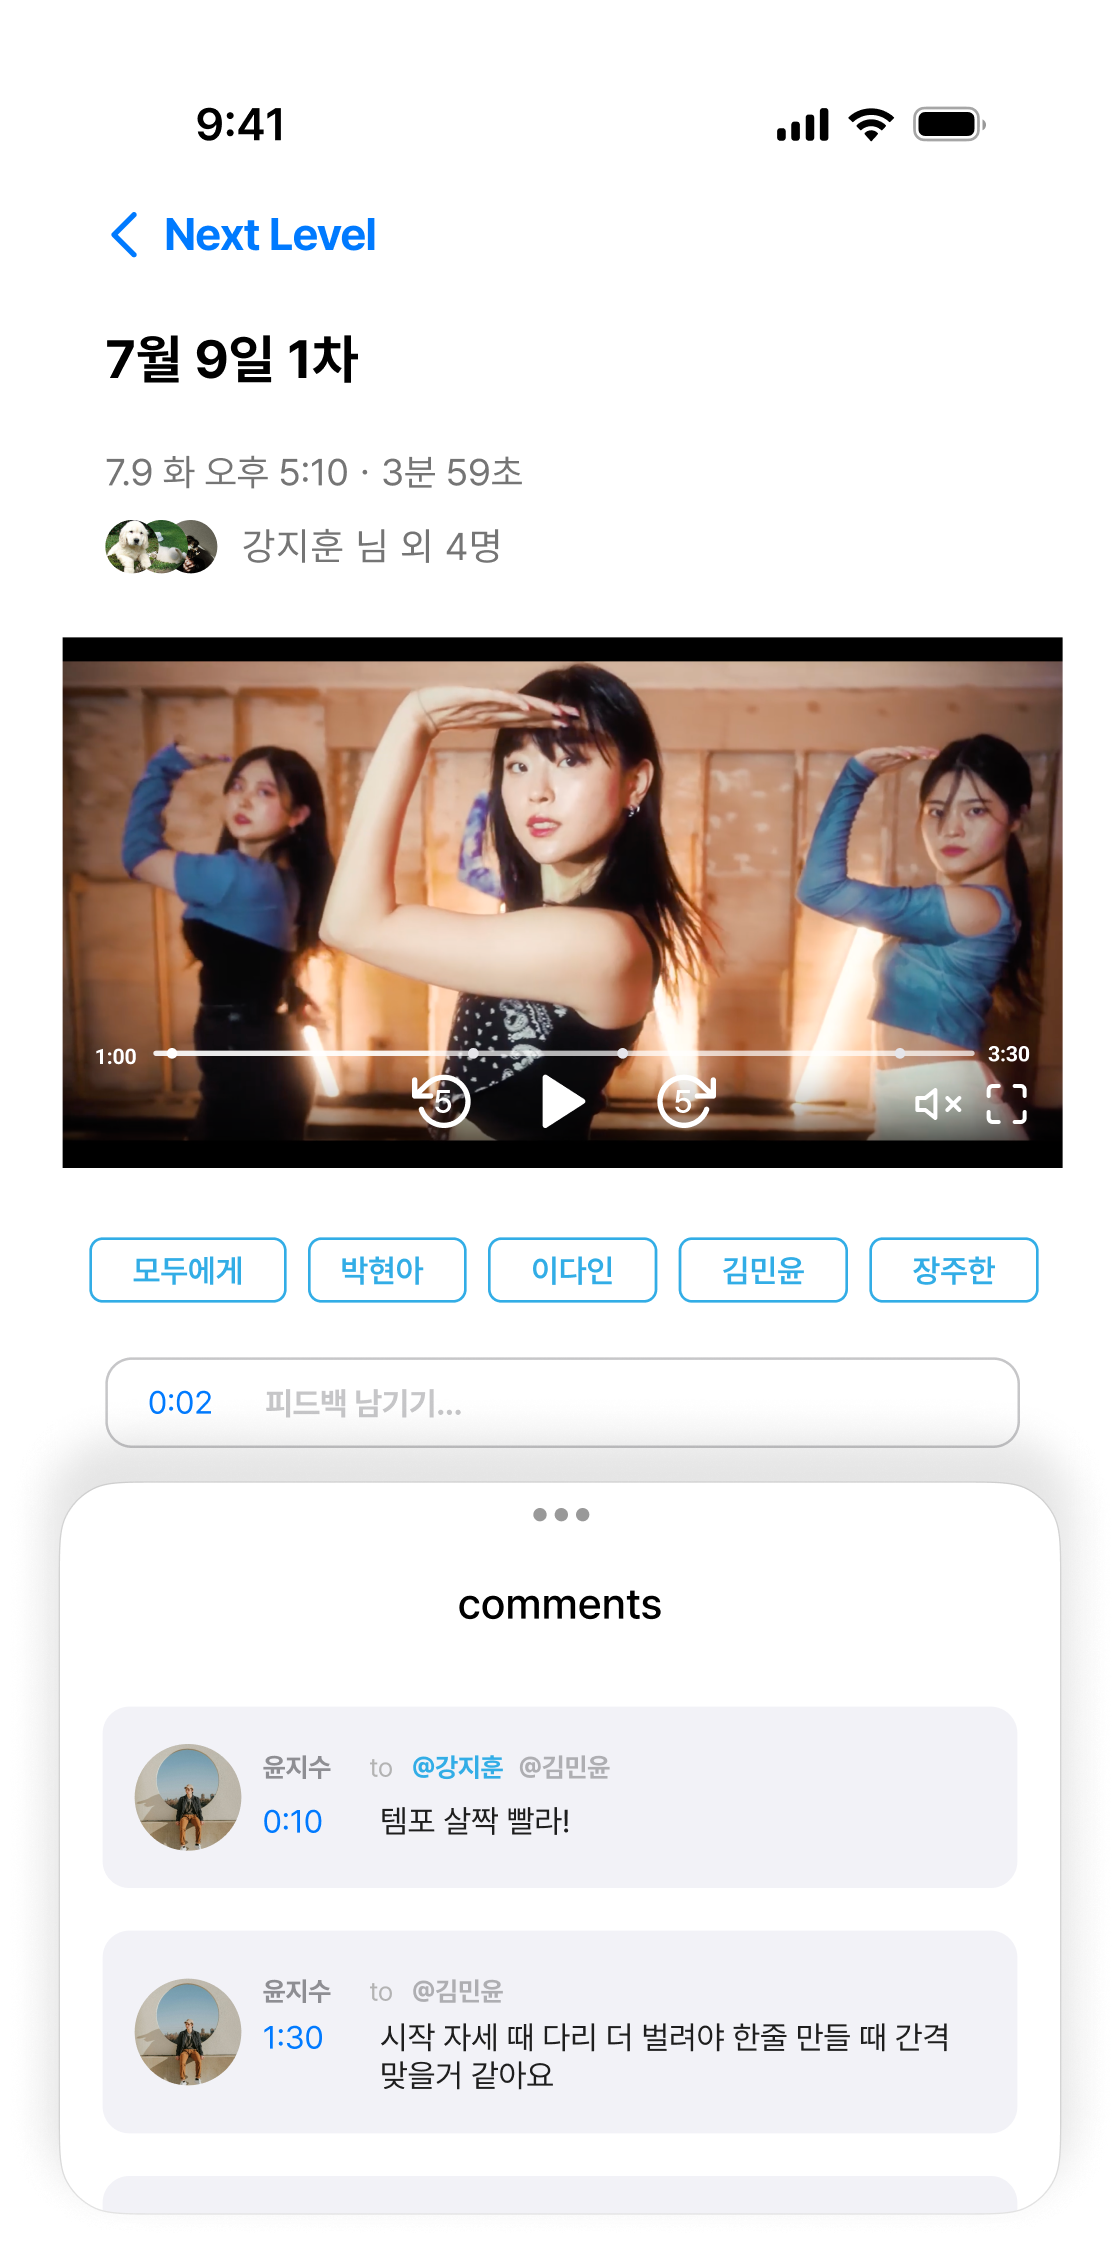 9:41
Next Level
7월 9일 1차
7.9 화 오후 5:10 · 3분 59초
강지훈 님 외 4명
1:00
3:30
5
5
모두에게 박현아 이다인 김민윤 장주한
0:02 피드백 남기기...
comments
윤지수 to @강지훈 @김민윤
0:10 템포 살짝 빨라!
윤지수 to @김민윤
1:30 시작 자세 때 다리 더 벌려야 한줄 만들 때 간격
맞을거 같아요